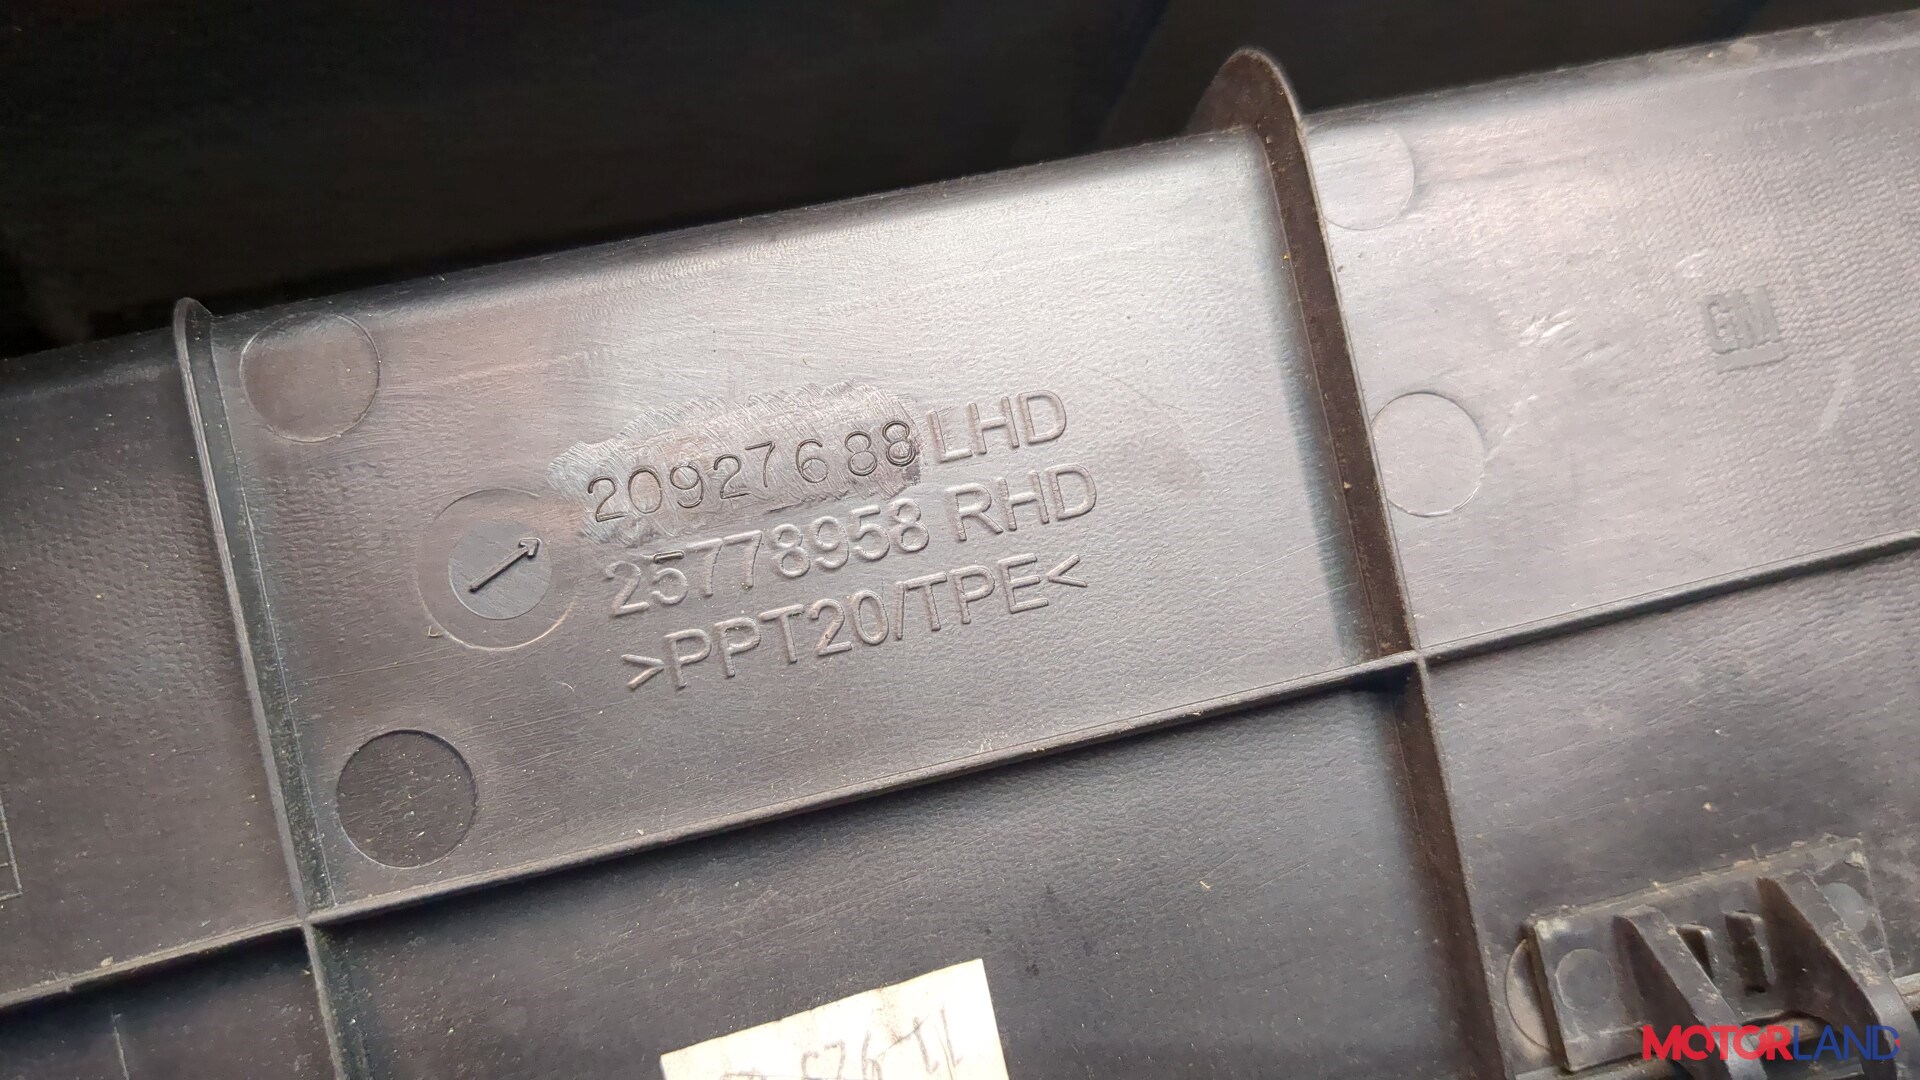 GM
20927688 LHD
25778958 RHD
>PPT20/TPE<
MOTORLAND